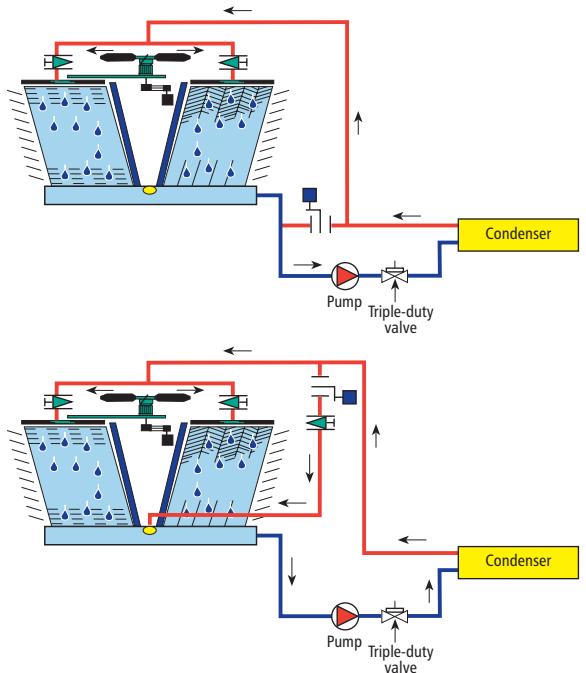 Condenser
Pump
Triple-duty
valve
Condenser
Pump
Triple-duty
valve